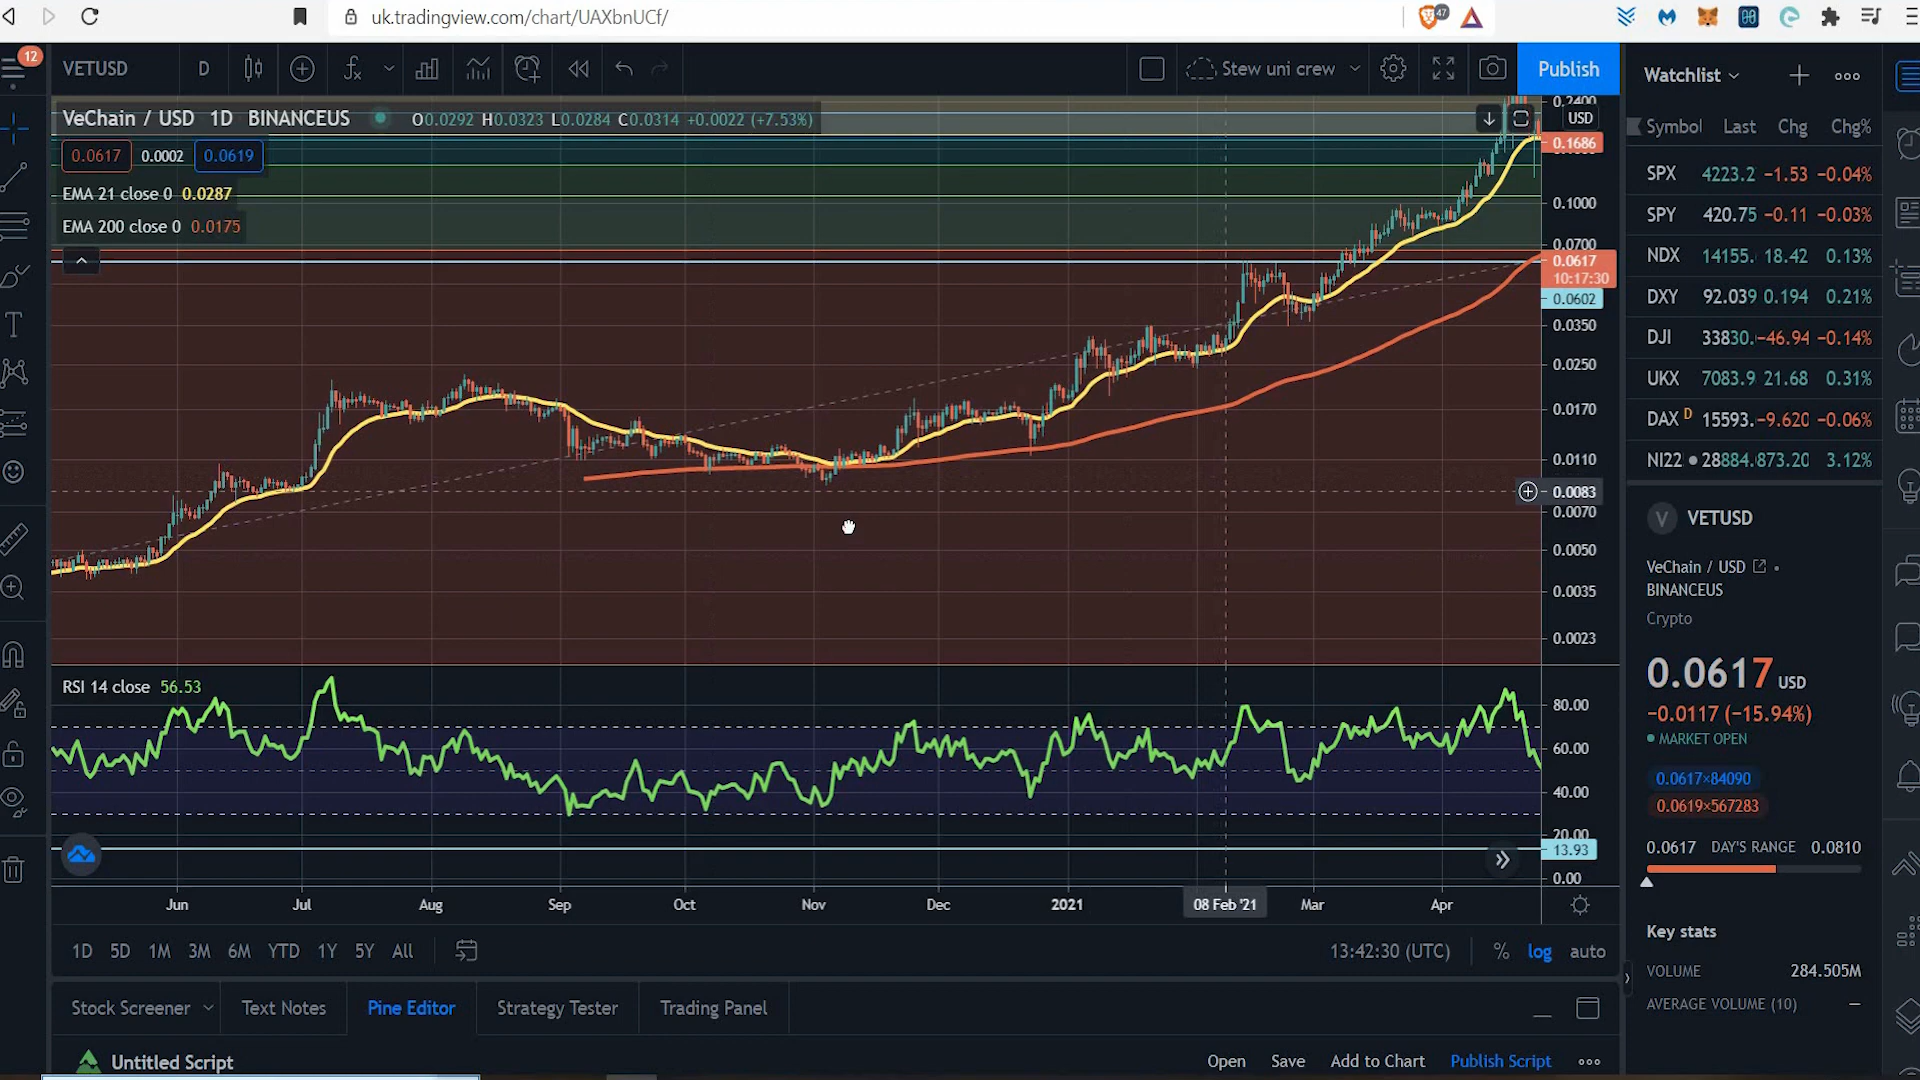 uk.tradingview.com/chart/UAXbnUCf/
47
12
VETUSD D
Stew uni crew
Publish
VeChain / USD 1D BINANCEUS O0.0292 H0.0323 L0.0284 C0.0314 +0.0022 (+7.53%)
0.0617 0.0002 0.0619
EMA 21 close 0 0.0287
EMA 200 close 0 0.0175
0.2400
USD
0.1686
0.1000
0.0700
0.0617
10:17:30
0.0602
0.0350
0.0250
0.0170
0.0110
0.0083
0.0070
0.0050
0.0035
0.0023
RSI 14 close 56.53
80.00
60.00
40.00
20.00
13.93
0.00
Jun Jul Aug Sep Oct Nov Dec 2021 08 Feb '21 Mar Apr
1D 5D 1M 3M 6M YTD 1Y 5Y All
13:42:30 (UTC) % log auto
Stock Screener Text Notes Pine Editor Strategy Tester Trading Panel
Untitled Script
Open Save Add to Chart Publish Script
Watchlist
Symbol Last Chg Chg%
SPX 4223.2 −1.53 −0.04%
SPY 420.75 −0.11 −0.03%
NDX 14155. 18.42 0.13%
DXY 92.039 0.194 0.21%
DJI 33830. −46.94 −0.14%
UKX 7083.9 21.68 0.31%
DAX D 15593. −9.620 −0.06%
NI22 28884. 873.20 3.12%
V VETUSD
VeChain / USD
BINANCEUS
Crypto
0.0617 USD
−0.0117 (−15.94%)
MARKET OPEN
0.0617×84090
0.0619×567283
0.0617 DAY'S RANGE 0.0810
Key stats
VOLUME 284.505M
AVERAGE VOLUME (10) —